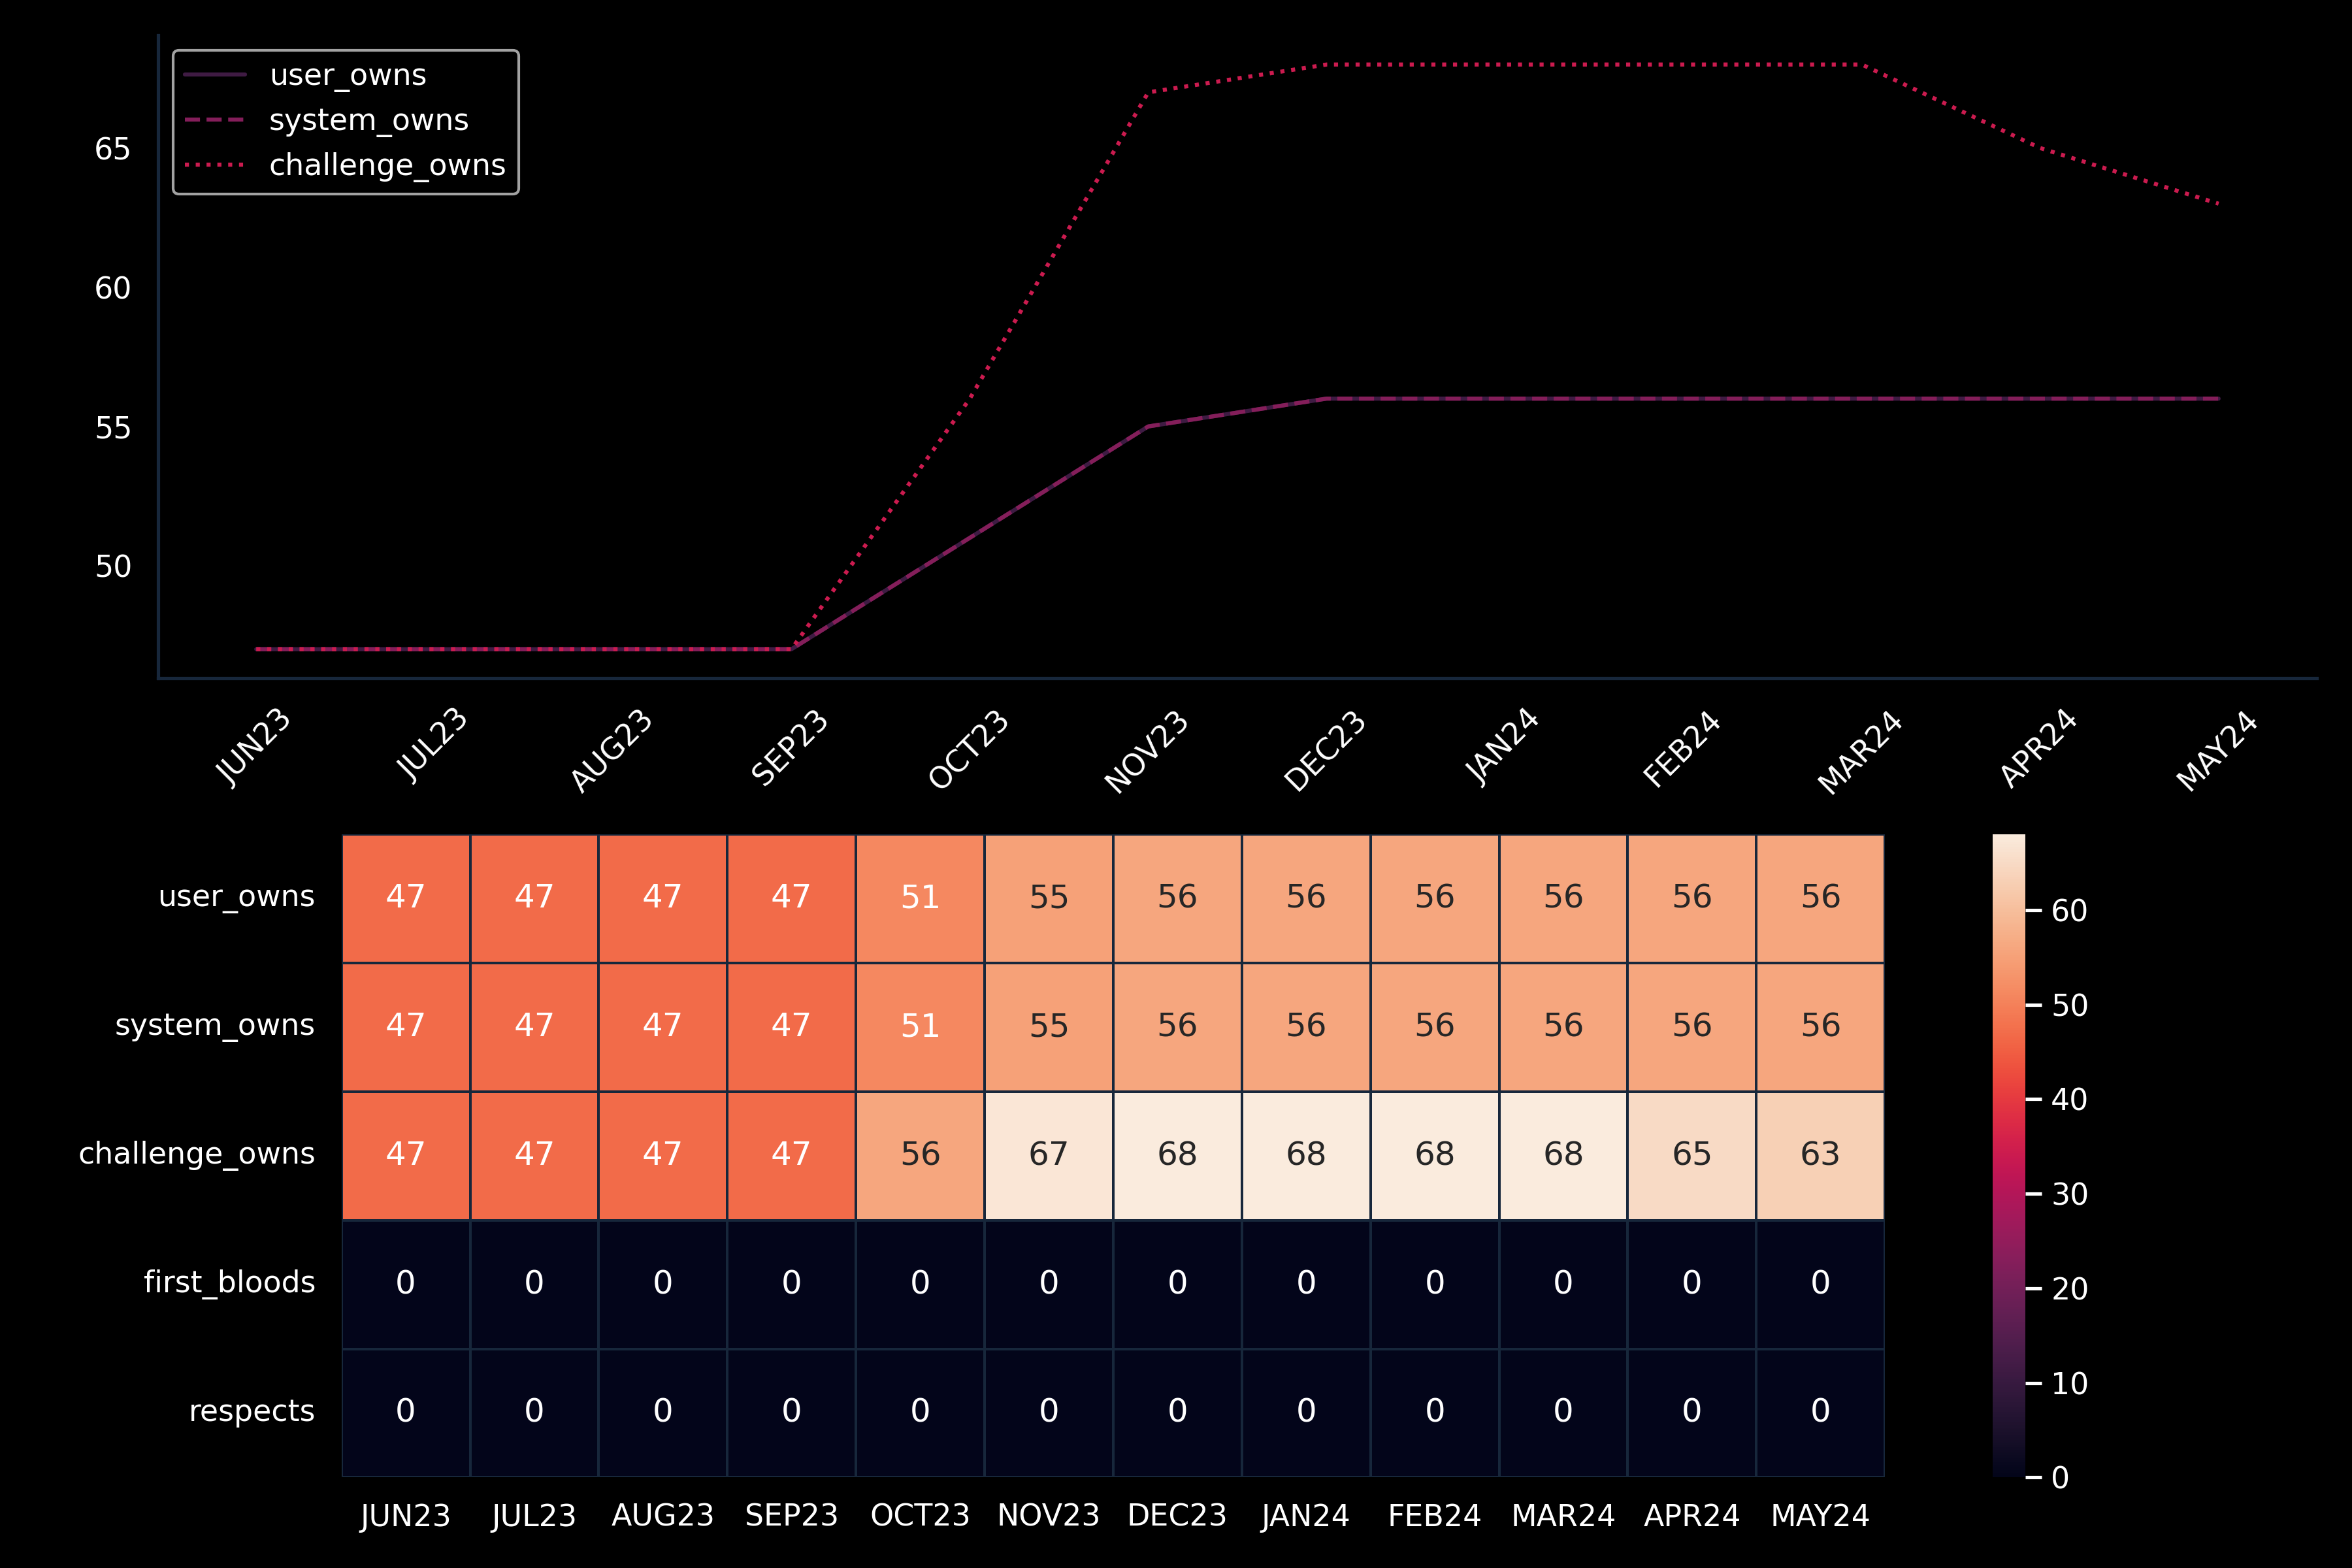 user_owns
system_owns
challenge_owns
65
60
55
50
JUN23 JUL23 AUG23 SEP23 OCT23 NOV23 DEC23 JAN24 FEB24 MAR24 APR24 MAY24
user_owns 47 47 47 47 51 55 56 56 56 56 56 56
system_owns 47 47 47 47 51 55 56 56 56 56 56 56
challenge_owns 47 47 47 47 56 67 68 68 68 68 65 63
first_bloods 0 0 0 0 0 0 0 0 0 0 0 0
respects 0 0 0 0 0 0 0 0 0 0 0 0
JUN23 JUL23 AUG23 SEP23 OCT23 NOV23 DEC23 JAN24 FEB24 MAR24 APR24 MAY24
60
50
40
30
20
10
0